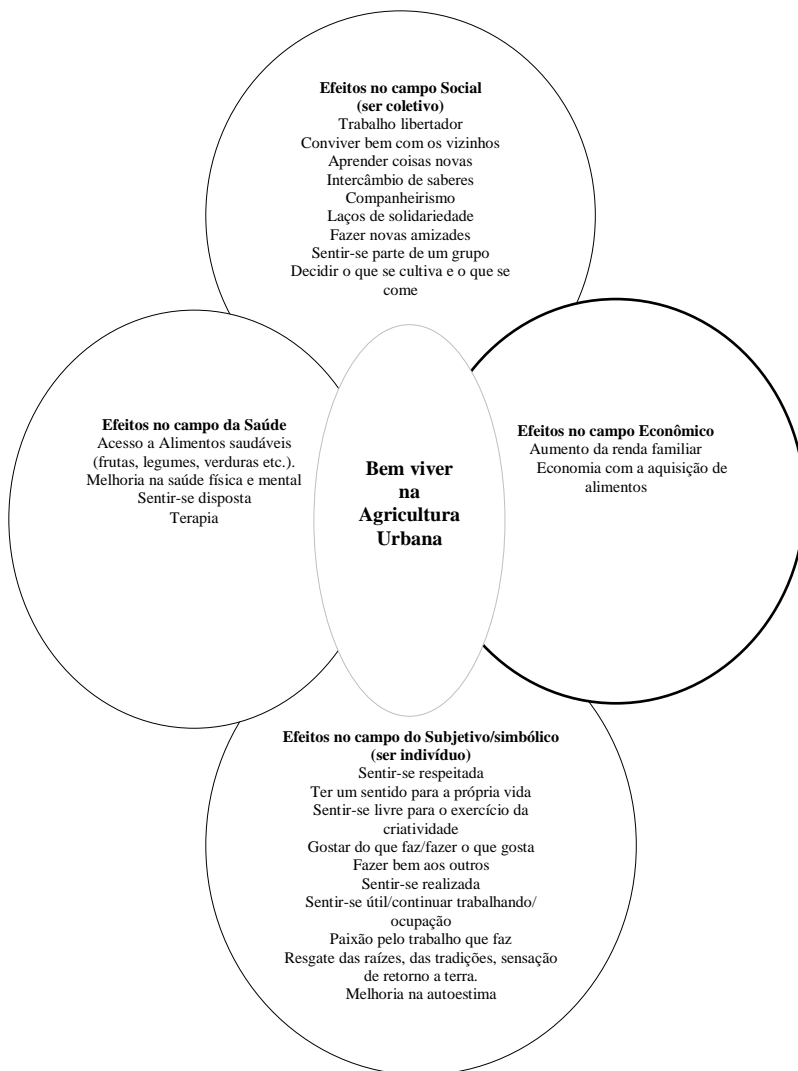 Efeitos no campo Social
(ser coletivo)
Trabalho libertador
Conviver bem com os vizinhos
Aprender coisas novas
Intercâmbio de saberes
Companheirismo
Laços de solidariedade
Fazer novas amizades
Sentir-se parte de um grupo
Decidir o que se cultiva e o que se
come
Efeitos no campo da Saúde
Acesso a Alimentos saudáveis
(frutas, legumes, verduras etc.).
Melhoria na saúde física e mental
Sentir-se disposta
Terapia
Bem viver
na
Agricultura
Urbana
Efeitos no campo Econômico
Aumento da renda familiar
Economia com a aquisição de
alimentos
Efeitos no campo do Subjetivo/simbólico
(ser indivíduo)
Sentir-se respeitada
Ter um sentido para a própria vida
Sentir-se livre para o exercício da
criatividade
Gostar do que faz/fazer o que gosta
Fazer bem aos outros
Sentir-se realizada
Sentir-se útil/continuar trabalhando/
ocupação
Paixão pelo trabalho que faz
Resgate das raízes, das tradições, sensação
de retorno a terra.
Melhoria na autoestima